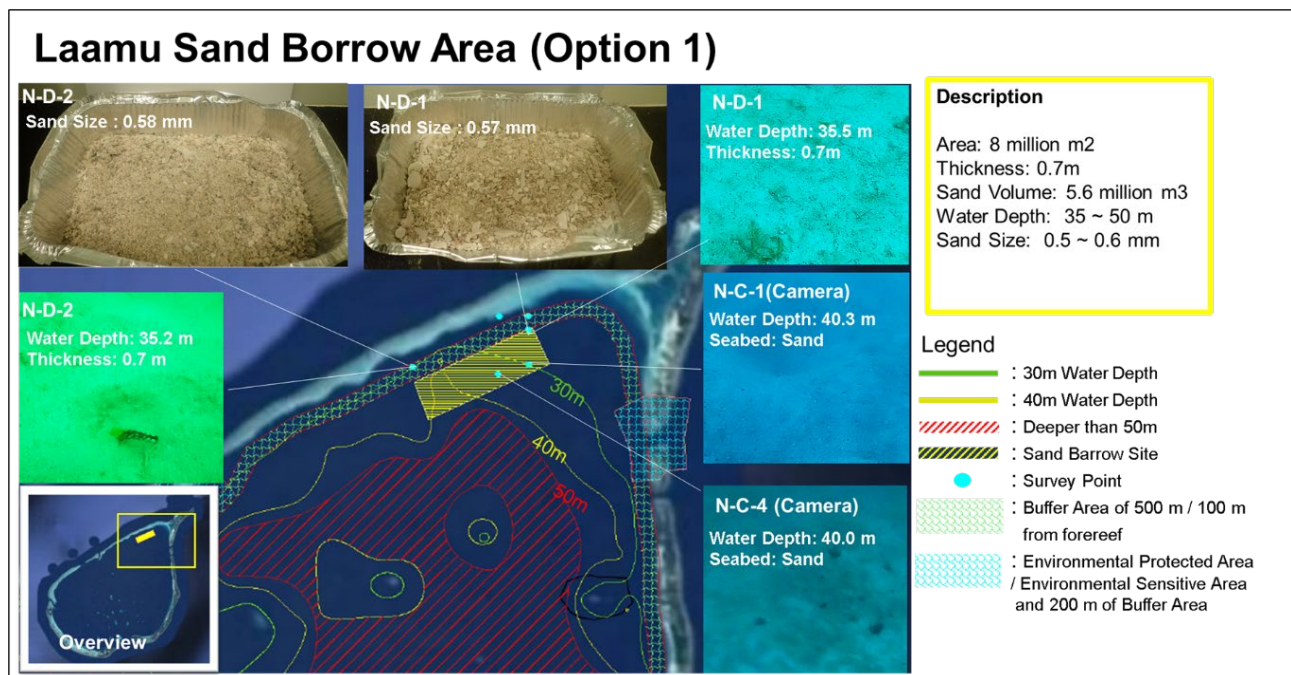 Laamu Sand Borrow Area (Option 1)
N-D-2
Sand Size : 0.58 mm
N-D-1
Sand Size : 0.57 mm
N-D-1
Water Depth: 35.5 m
Thickness: 0.7m
N-D-2
Water Depth: 35.2 m
Thickness: 0.7 m
N-C-1(Camera)
Water Depth: 40.3 m
Seabed: Sand
N-C-4 (Camera)
Water Depth: 40.0 m
Seabed: Sand
30m
40m
50m
Overview
Description
Area: 8 million m2
Thickness: 0.7m
Sand Volume: 5.6 million m3
Water Depth: 35 ~ 50 m
Sand Size: 0.5 ~ 0.6 mm
Legend
: 30m Water Depth
: 40m Water Depth
: Deeper than 50m
: Sand Barrow Site
: Survey Point
: Buffer Area of 500 m / 100 m
from forereef
: Environmental Protected Area
/ Environmental Sensitive Area
and 200 m of Buffer Area